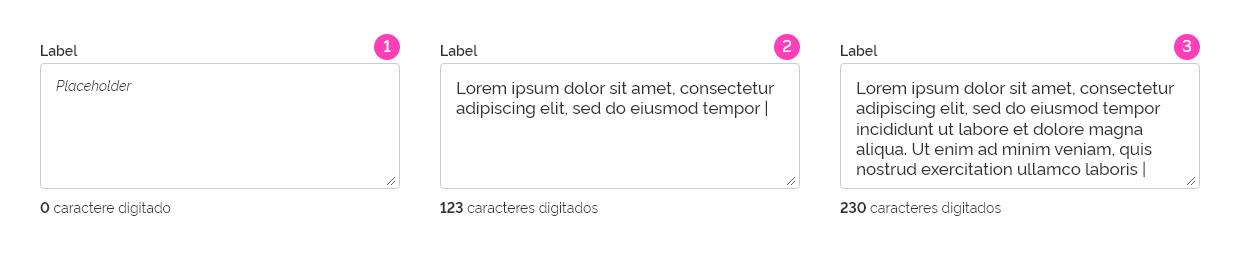 Label 1
Placeholder
0 caractere digitado
Label 2
Lorem ipsum dolor sit amet, consectetur
adipiscing elit, sed do eiusmod tempor |
123 caracteres digitados
Label 3
Lorem ipsum dolor sit amet, consectetur
adipiscing elit, sed do eiusmod tempor
incididunt ut labore et dolore magna
aliqua. Ut enim ad minim veniam, quis
nostrud exercitation ullamco laboris |
230 caracteres digitados